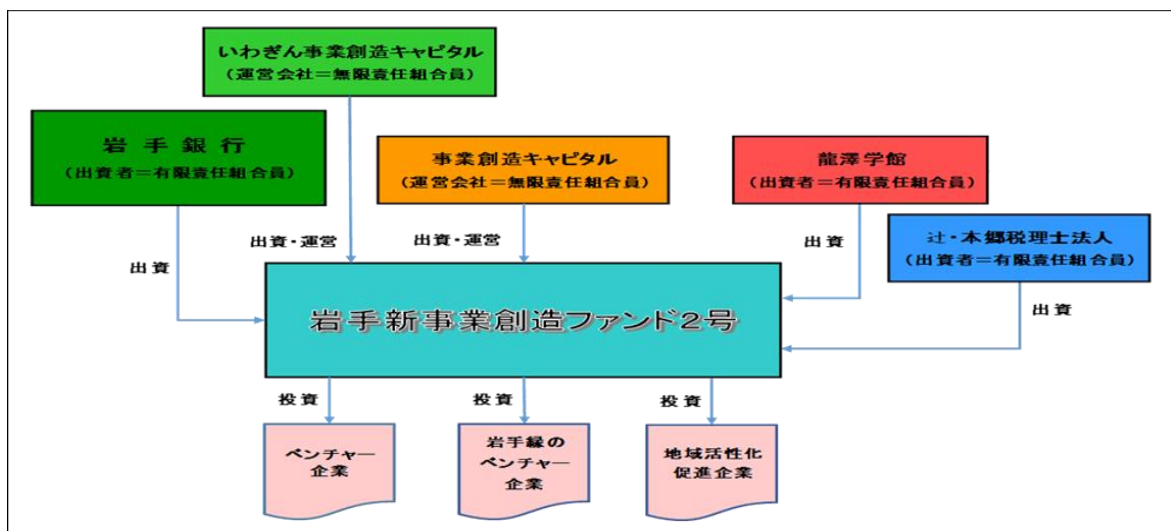 いわぎん事業創造キャピタル
(運営会社=無限責任組合員)
岩手銀行
(出資者=有限責任組合員)
事業創造キャピタル
(運営会社=無限責任組合員)
龍澤学館
(出資者=有限責任組合員)
辻・本郷税理士法人
(出資者=有限責任組合員)
出資・運営
出資・運営
出資
出資
出資
岩手新事業創造ファンド2号
投資
投資
投資
ベンチャー
企業
岩手縁の
ベンチャー
企業
地域活性化
促進企業